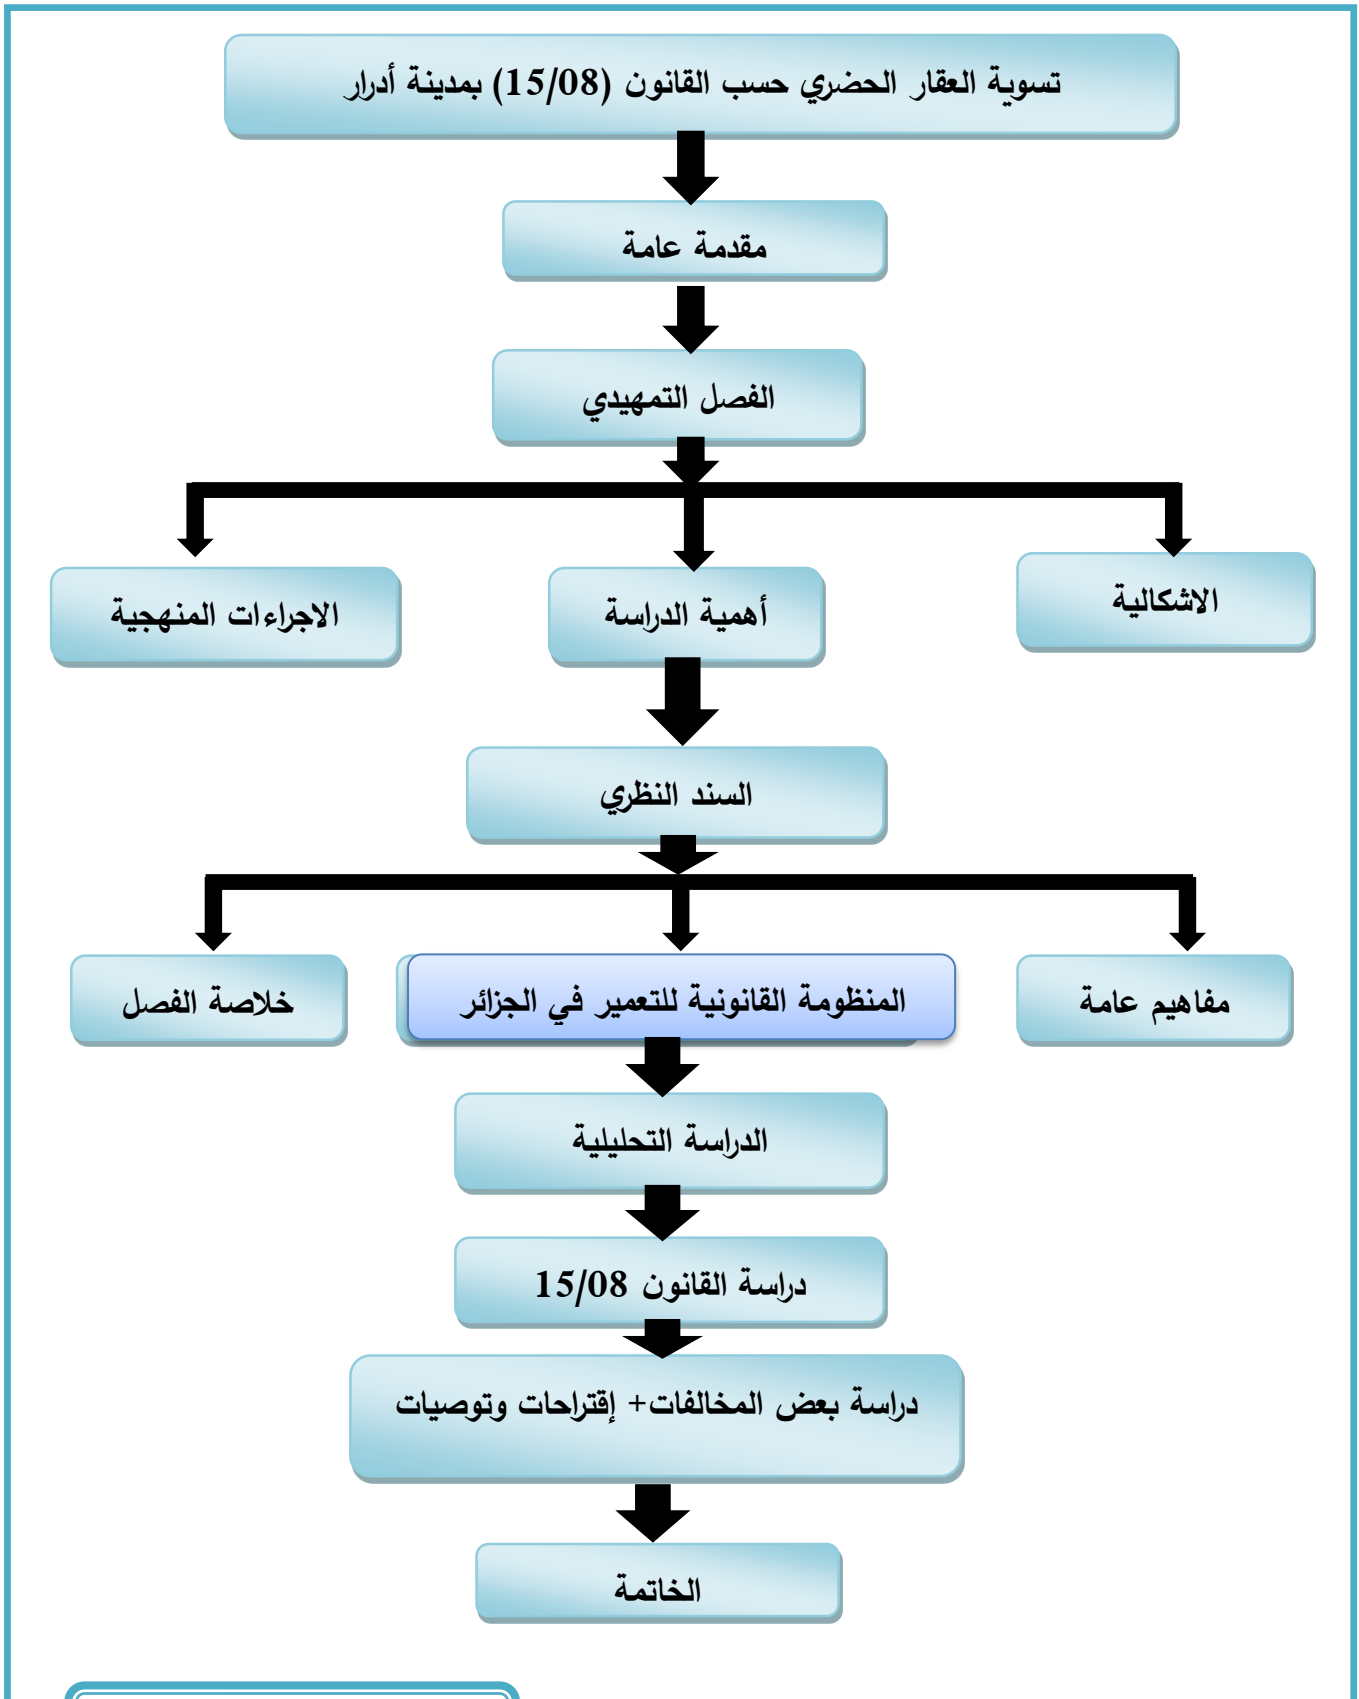 تسوية العقار الحضري حسب القانون (15/08) بمدينة أدرار
مقدمة عامة
الفصل التمهيدي
الاشكالية
أهمية الدراسة
الاجراءات المنهجية
السند النظري
مفاهيم عامة
المنظومة القانونية للتعمير في الجزائر
خلاصة الفصل
الدراسة التحليلية
دراسة القانون 15/08
دراسة بعض المخالفات+ إقتراحات وتوصيات
الخاتمة